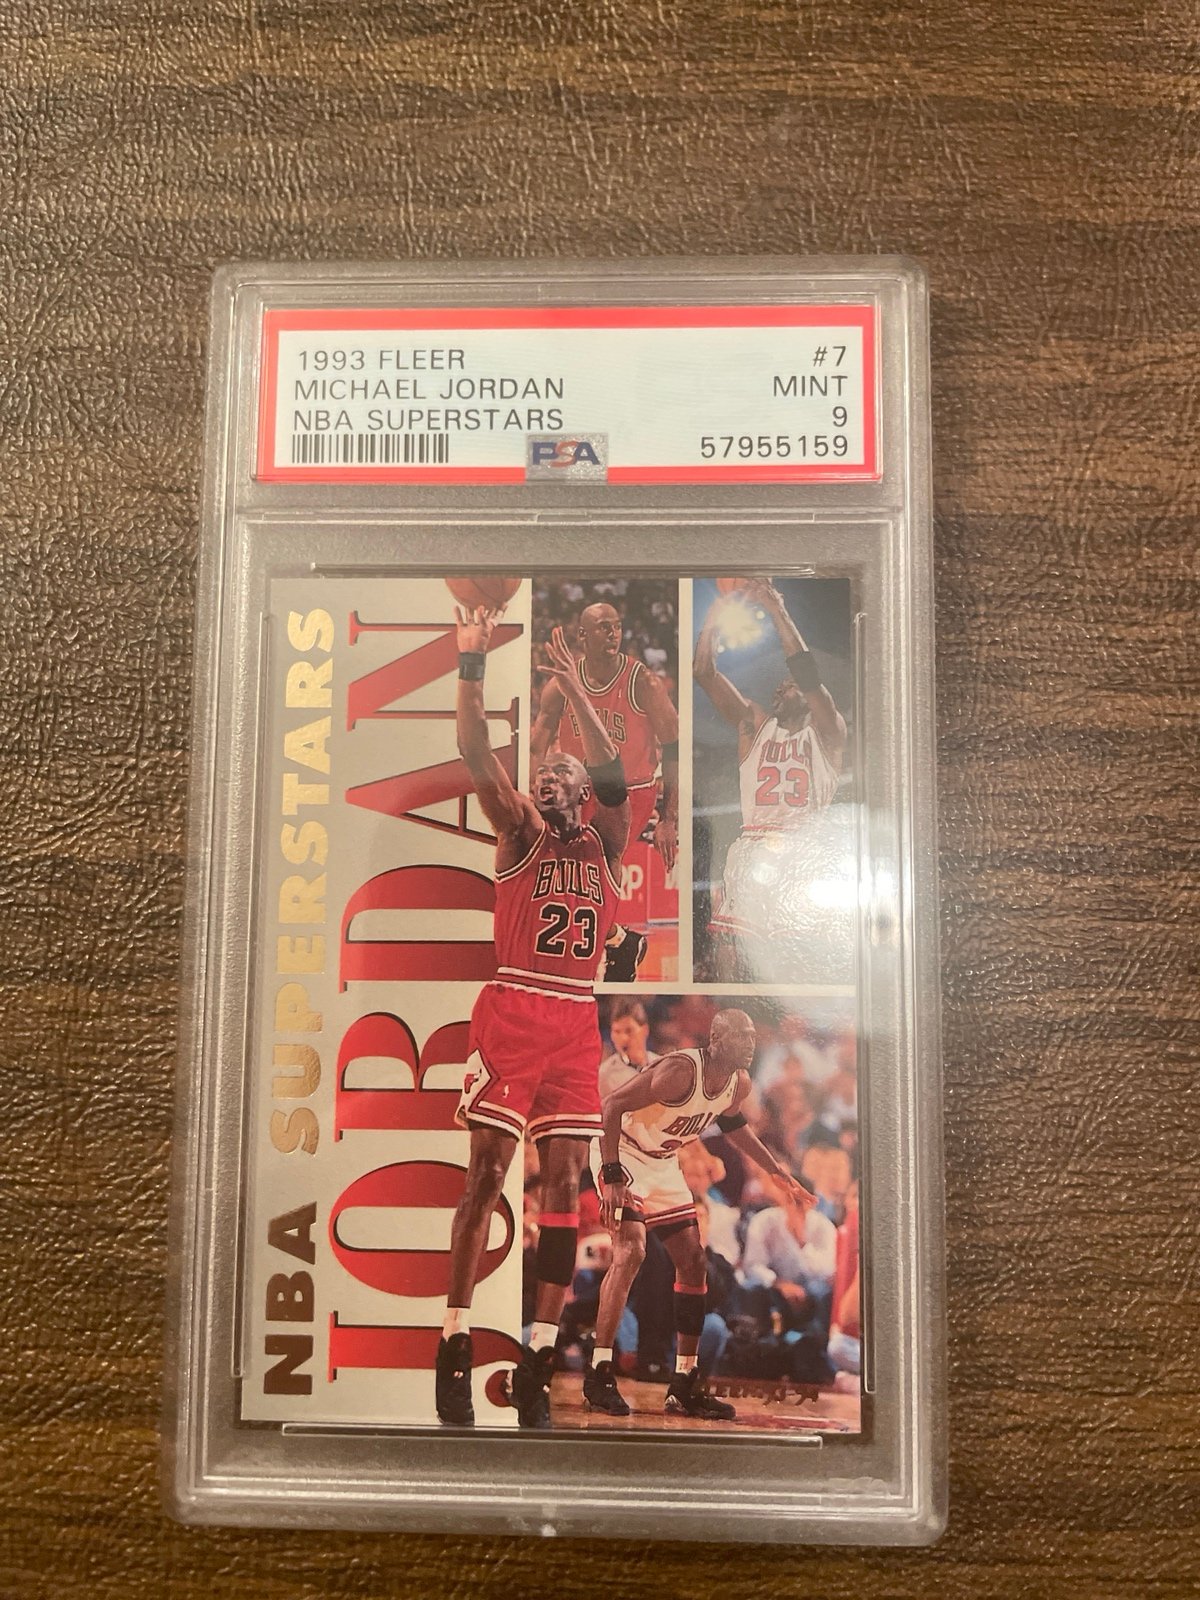 1993 FLEER #7
MICHAEL JORDAN MINT
NBA SUPERSTARS 9
PSA 57955159
NBA SUPERSTARS
JORDAN
BULLS
BULLS
23
BULLS
23
BULLS